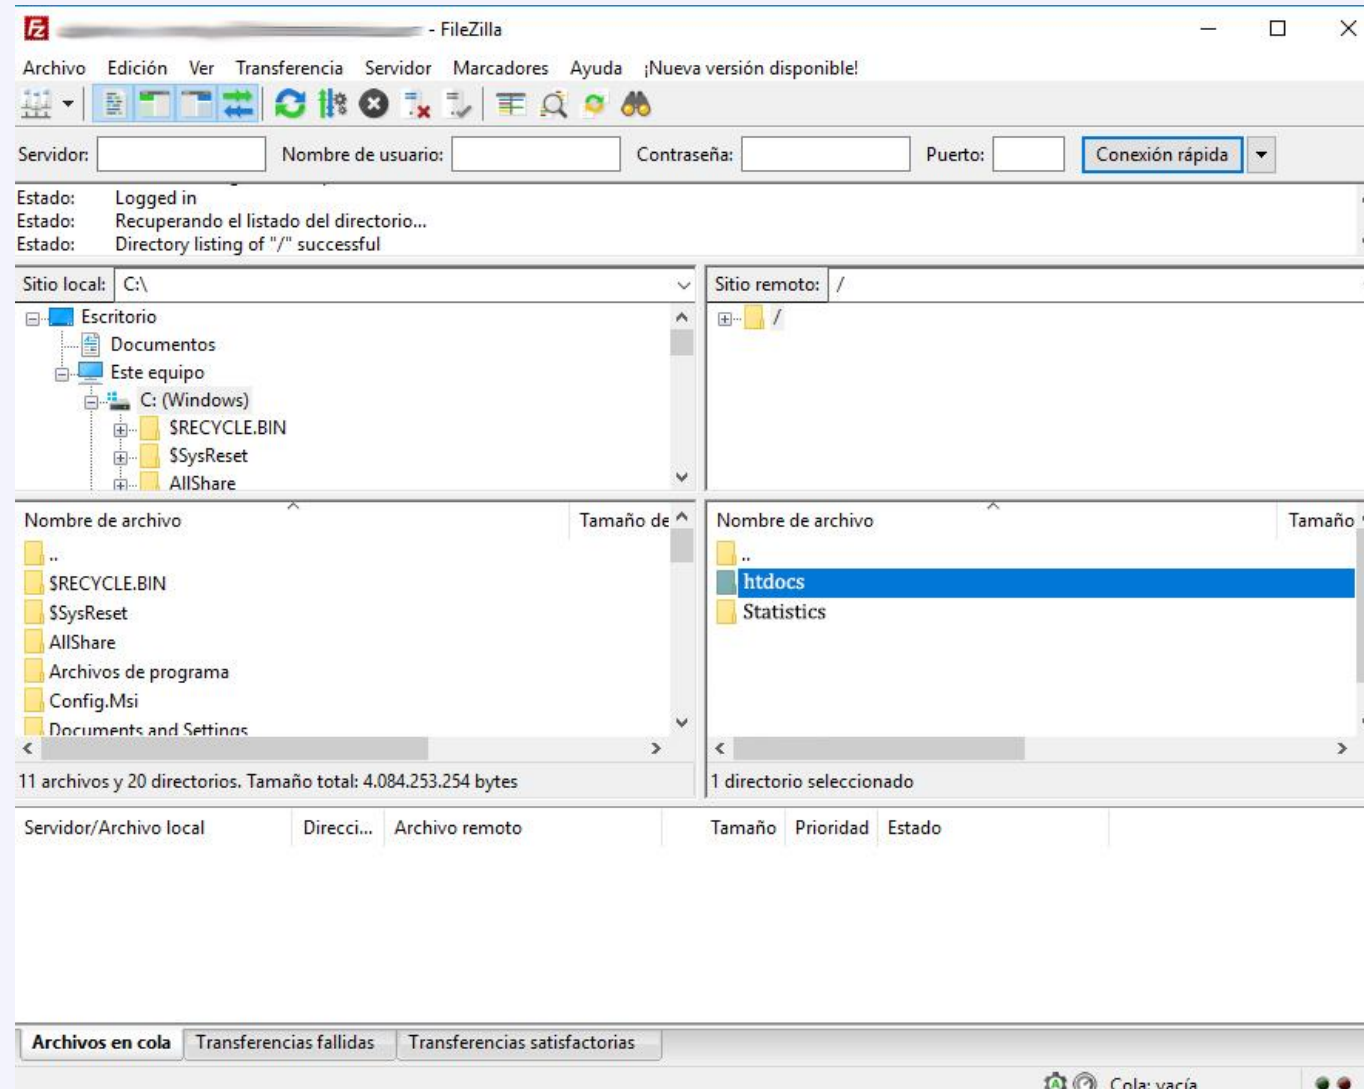 - FileZilla
Archivo Edición Ver Transferencia Servidor Marcadores Ayuda ¡Nueva versión disponible!
Servidor: Nombre de usuario: Contraseña: Puerto: Conexión rápida
Estado: Logged in
Estado: Recuperando el listado del directorio...
Estado: Directory listing of "/" successful
Sitio local: C:\
Escritorio
Documentos
Este equipo
C: (Windows)
$RECYCLE.BIN
$SysReset
AllShare
Sitio remoto: /
/
Nombre de archivo Tamaño de
..
$RECYCLE.BIN
$SysReset
AllShare
Archivos de programa
Config.Msi
Documents and Settings
11 archivos y 20 directorios. Tamaño total: 4.084.253.254 bytes
Nombre de archivo Tamaño
..
htdocs
Statistics
1 directorio seleccionado
Servidor/Archivo local Direcci... Archivo remoto Tamaño Prioridad Estado
Archivos en cola Transferencias fallidas Transferencias satisfactorias
Cola: vacía